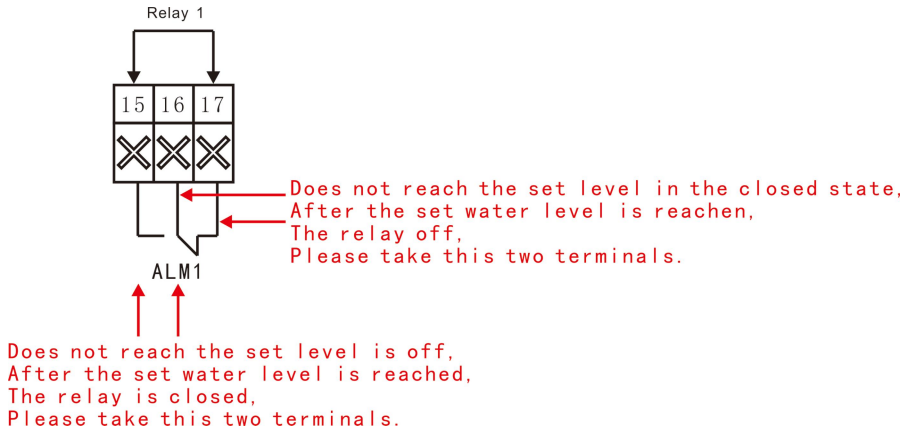 Relay 1
15 16 17
Does not reach the set level in the closed state,
After the set water level is reachen,
The relay off,
Please take this two terminals.
ALM1
Does not reach the set level is off,
After the set water level is reached,
The relay is closed,
Please take this two terminals.